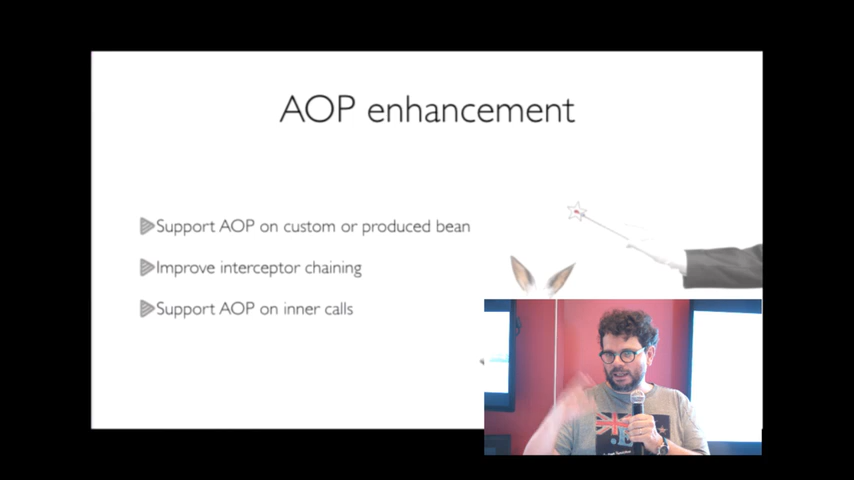 AOP enhancement
Support AOP on custom or produced bean
Improve interceptor chaining
Support AOP on inner calls